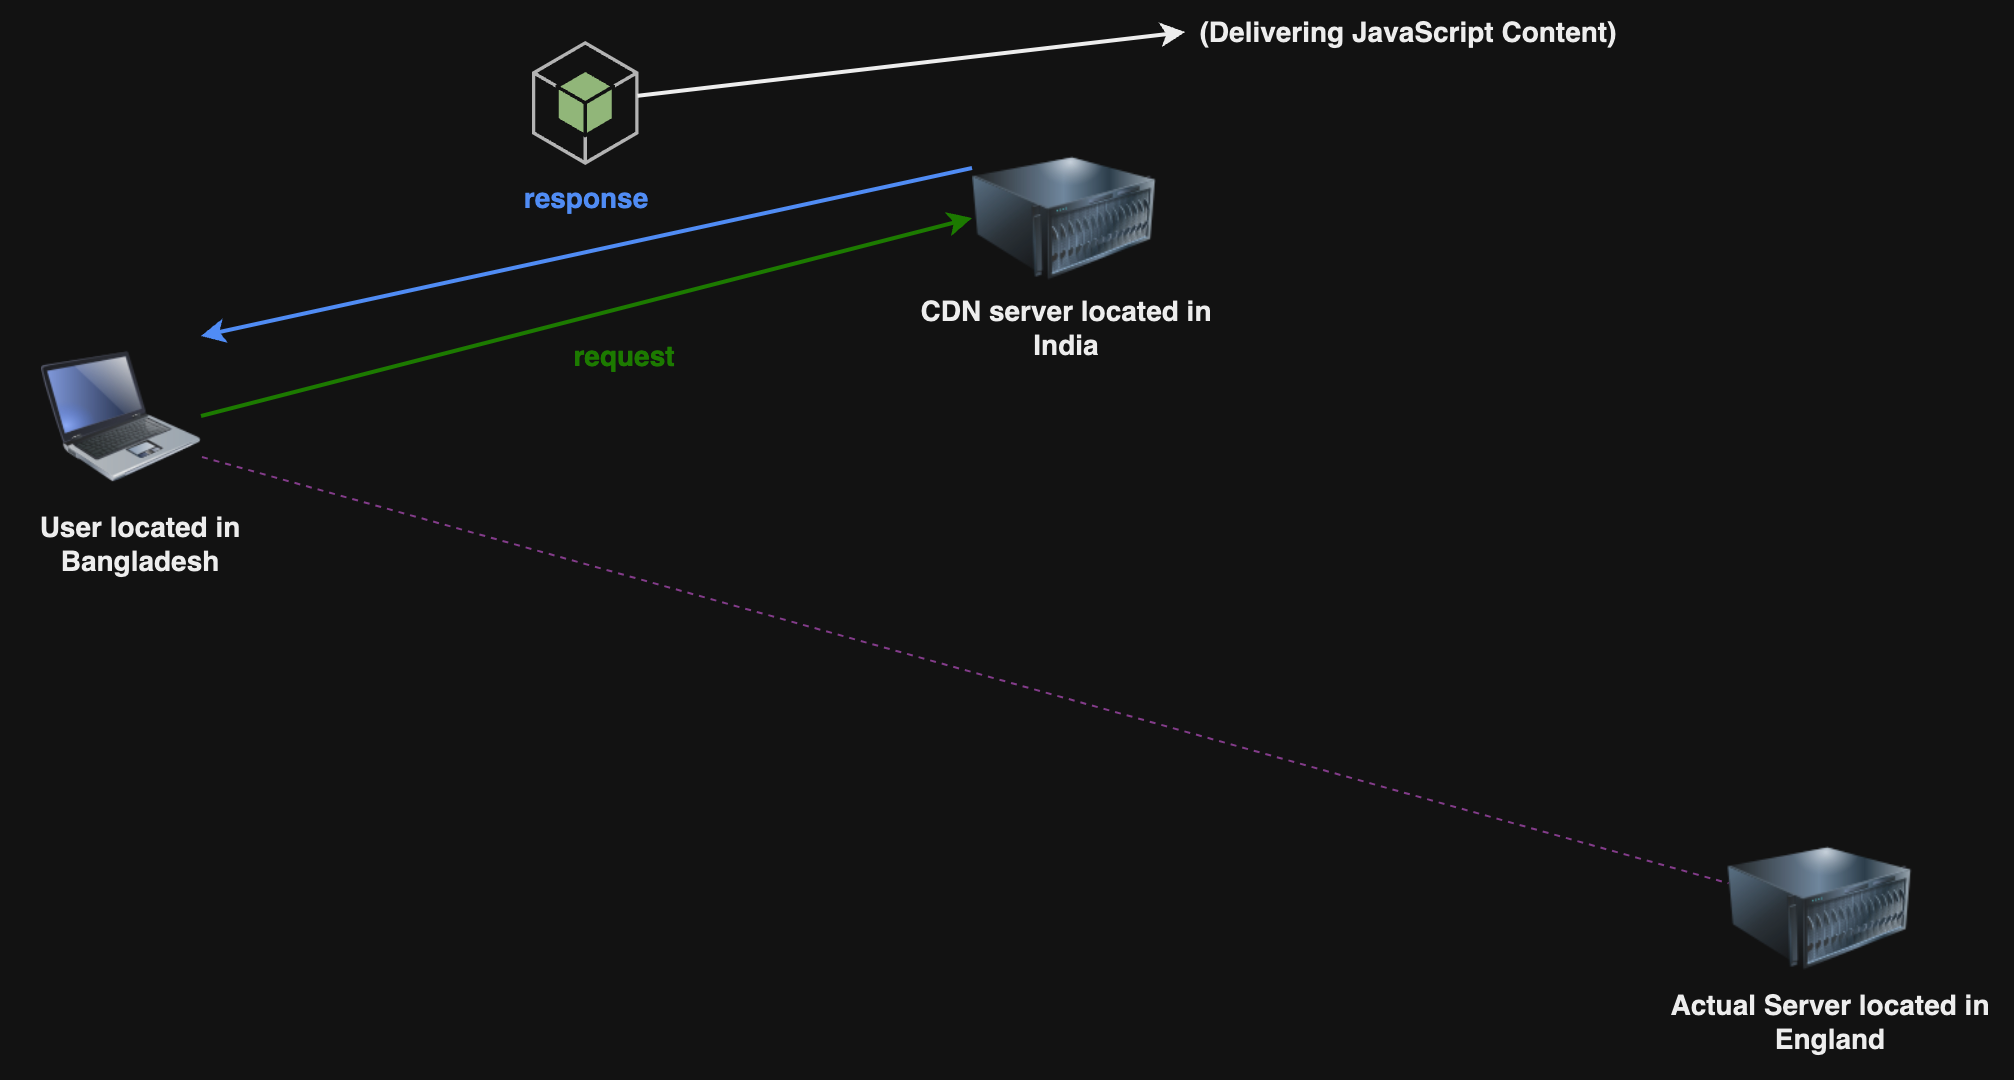 (Delivering JavaScript Content)
response
CDN server located in
India
request
User located in
Bangladesh
Actual Server located in
England